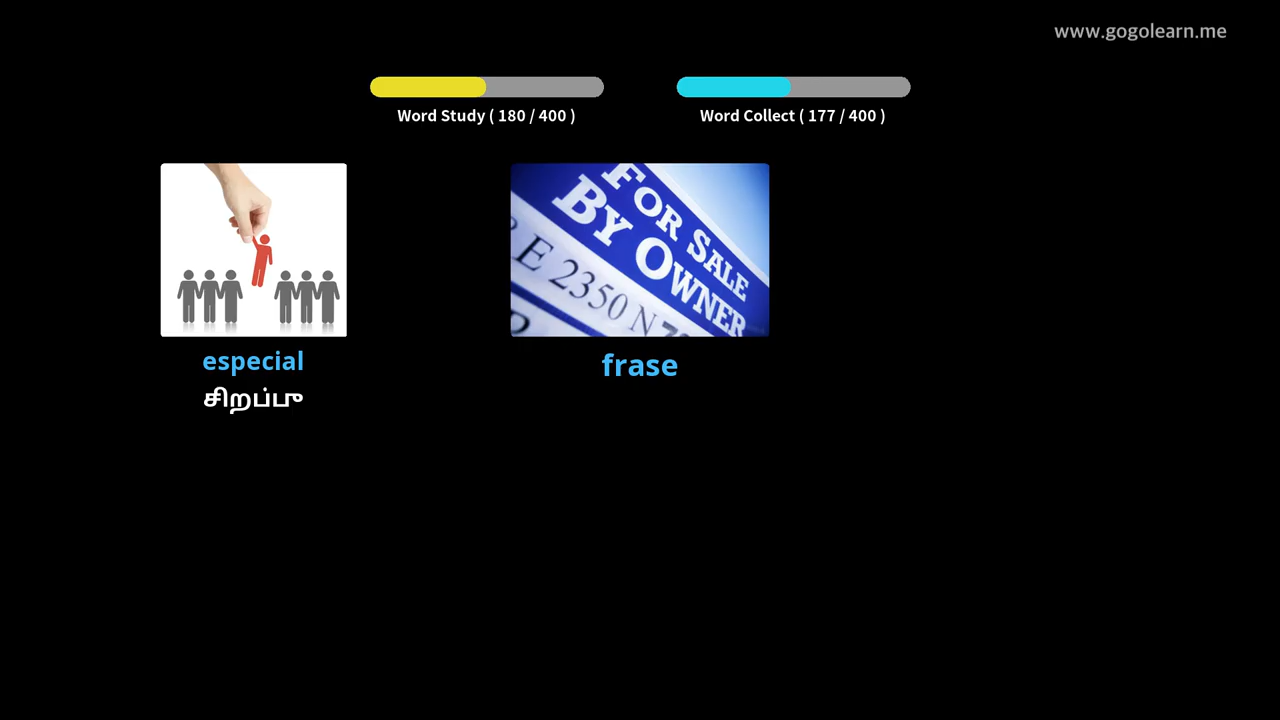 www.gogolearn.me
Word Study ( 180 / 400 )
Word Collect ( 177 / 400 )
FOR SALE
BY OWNER
E 2350 N
especial
சிறப்பு
frase